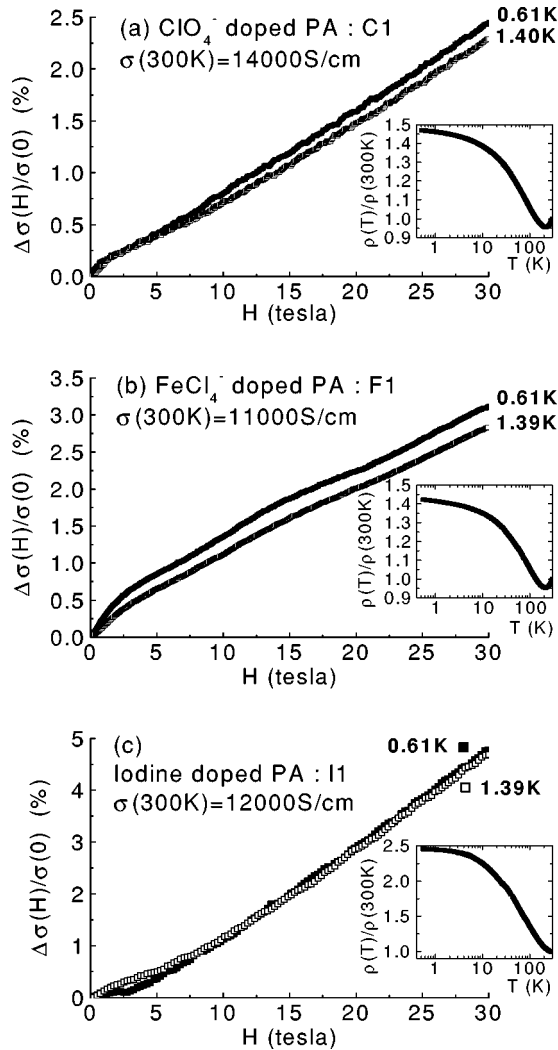 (a) ClO₄⁻ doped PA : C1
σ(300K)=14000S/cm
0.61K
1.40K
Δσ(H)/σ(0) (%)
2.5
2.0
1.5
1.0
0.5
0.0
0 5 10 15 20 25 30
H (tesla)
ρ(T)/ρ(300K)
1.5
1.4
1.3
1.2
1.1
1.0
0.9
1 10 100
T (K)
(b) FeCl₄⁻ doped PA : F1
σ(300K)=11000S/cm
0.61K
1.39K
Δσ(H)/σ(0) (%)
3.5
3.0
2.5
2.0
1.5
1.0
0.5
0.0
0 5 10 15 20 25 30
H (tesla)
ρ(T)/ρ(300K)
1.5
1.4
1.3
1.2
1.1
1.0
0.9
1 10 100
T (K)
(c)
Iodine doped PA : I1
σ(300K)=12000S/cm
0.61K
1.39K
Δσ(H)/σ(0) (%)
5
4
3
2
1
0
0 5 10 15 20 25 30
H (tesla)
ρ(T)/ρ(300K)
2.5
2.0
1.5
1.0
1 10 100
T (K)